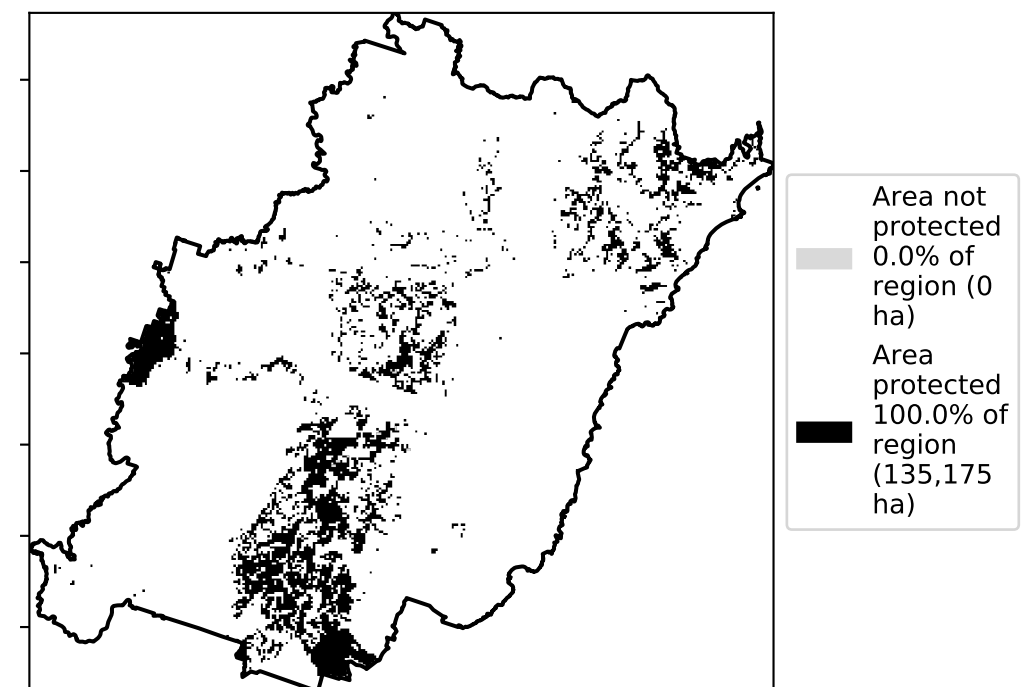 Area not
protected
0.0% of
region (0
ha)
Area
protected
100.0% of
region
(135,175
ha)